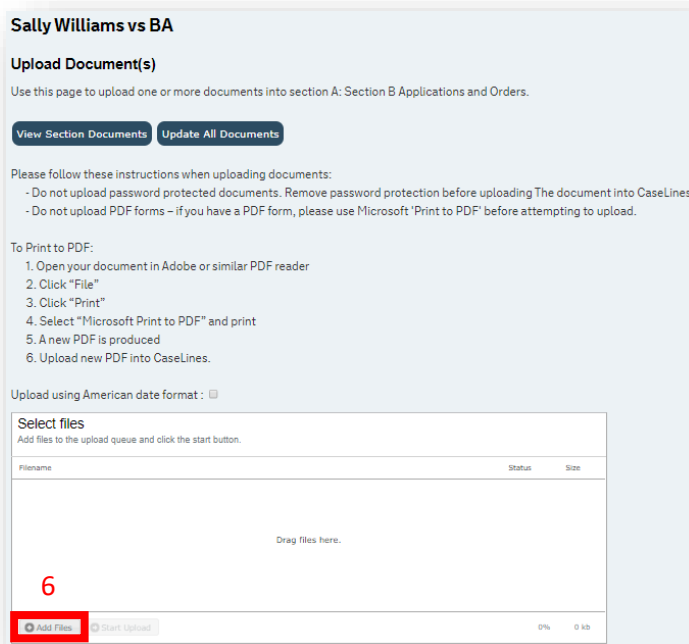 Sally Williams vs BA
Upload Document(s)
Use this page to upload one or more documents into section A: Section B Applications and Orders.
View Section Documents Update All Documents
Please follow these instructions when uploading documents:
- Do not upload password protected documents. Remove password protection before uploading The document into CaseLines
- Do not upload PDF forms – if you have a PDF form, please use Microsoft 'Print to PDF' before attempting to upload.
To Print to PDF:
1. Open your document in Adobe or similar PDF reader
2. Click “File”
3. Click “Print”
4. Select “Microsoft Print to PDF” and print
5. A new PDF is produced
6. Upload new PDF into CaseLines.
Upload using American date format :
Select files
Add files to the upload queue and click the start button.
Filename Status Size
Drag files here.
6
Add Files Start Upload 0% 0 kb